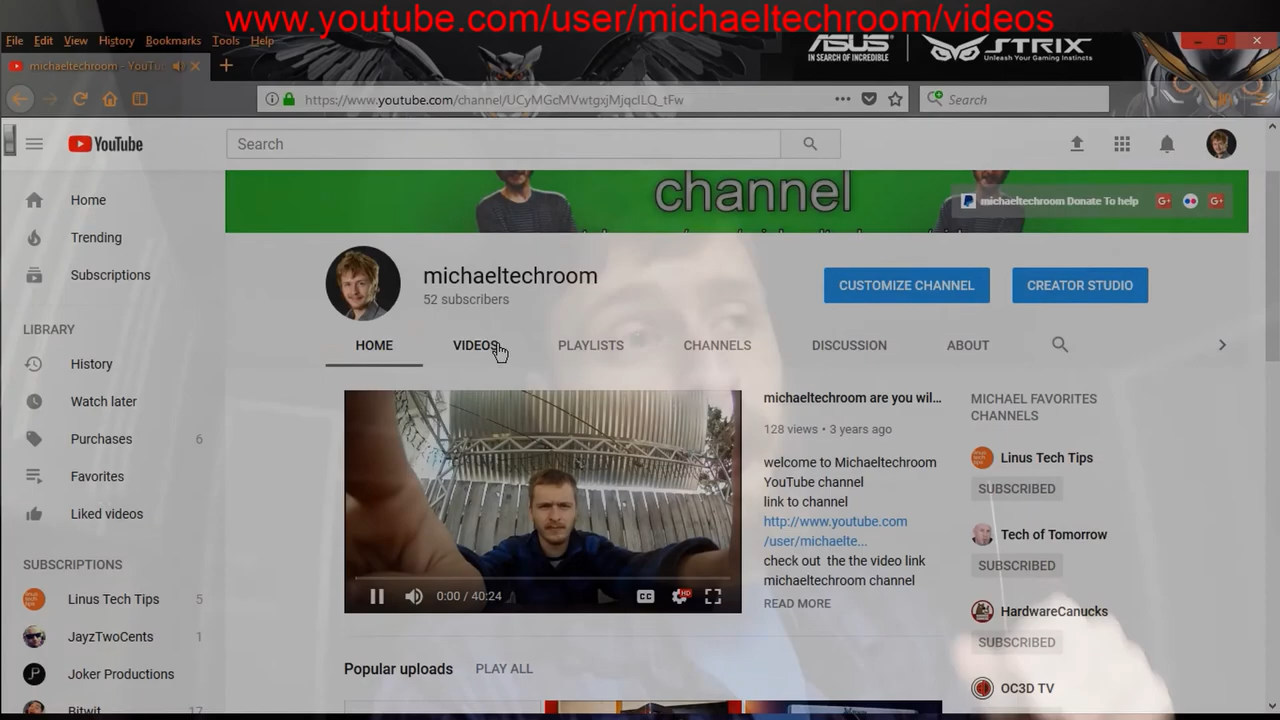 www.youtube.com/user/michaeltechroom/videos
File Edit View History Bookmarks Tools Help
ASUS
IN SEARCH OF INCREDIBLE
STRIX
Unleash Your Gaming Instincts
michaeltechroom - YouTu
https://www.youtube.com/channel/UCyMGcMVwtgxjMjqcILQ_tFw
Search
YouTube
Search
channel
michaeltechroom Donate To help
Home
Trending
Subscriptions
LIBRARY
History
Watch later
Purchases 6
Favorites
Liked videos
SUBSCRIPTIONS
Linus Tech Tips 5
JayzTwoCents 1
Joker Productions
Bitwit 17
michaeltechroom
52 subscribers
CUSTOMIZE CHANNEL
CREATOR STUDIO
HOME VIDEOS PLAYLISTS CHANNELS DISCUSSION ABOUT
0:00 / 40:24
CC
HD
michaeltechroom are you wil...
128 views • 3 years ago
welcome to Michaeltechroom
YouTube channel
link to channel
http://www.youtube.com
/user/michaelte...
check out the the video link
michaeltechroom channel
READ MORE
MICHAEL FAVORITES
CHANNELS
Linus Tech Tips
SUBSCRIBED
Tech of Tomorrow
SUBSCRIBED
HardwareCanucks
SUBSCRIBED
OC3D TV
Popular uploads PLAY ALL